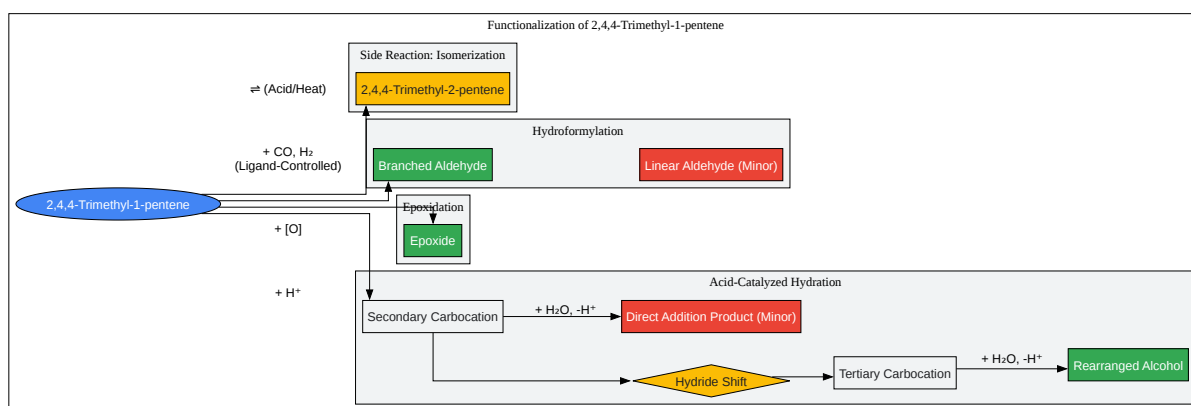 Functionalization of 2,4,4-Trimethyl-1-pentene
Side Reaction: Isomerization
⇌ (Acid/Heat)
2,4,4-Trimethyl-2-pentene
Hydroformylation
+ CO, H₂
(Ligand-Controlled)
Branched Aldehyde
Linear Aldehyde (Minor)
2,4,4-Trimethyl-1-pentene
Epoxidation
+ [O]
Epoxide
Acid-Catalyzed Hydration
+ H⁺
Secondary Carbocation
+ H₂O, -H⁺
Direct Addition Product (Minor)
Hydride Shift
Tertiary Carbocation
+ H₂O, -H⁺
Rearranged Alcohol